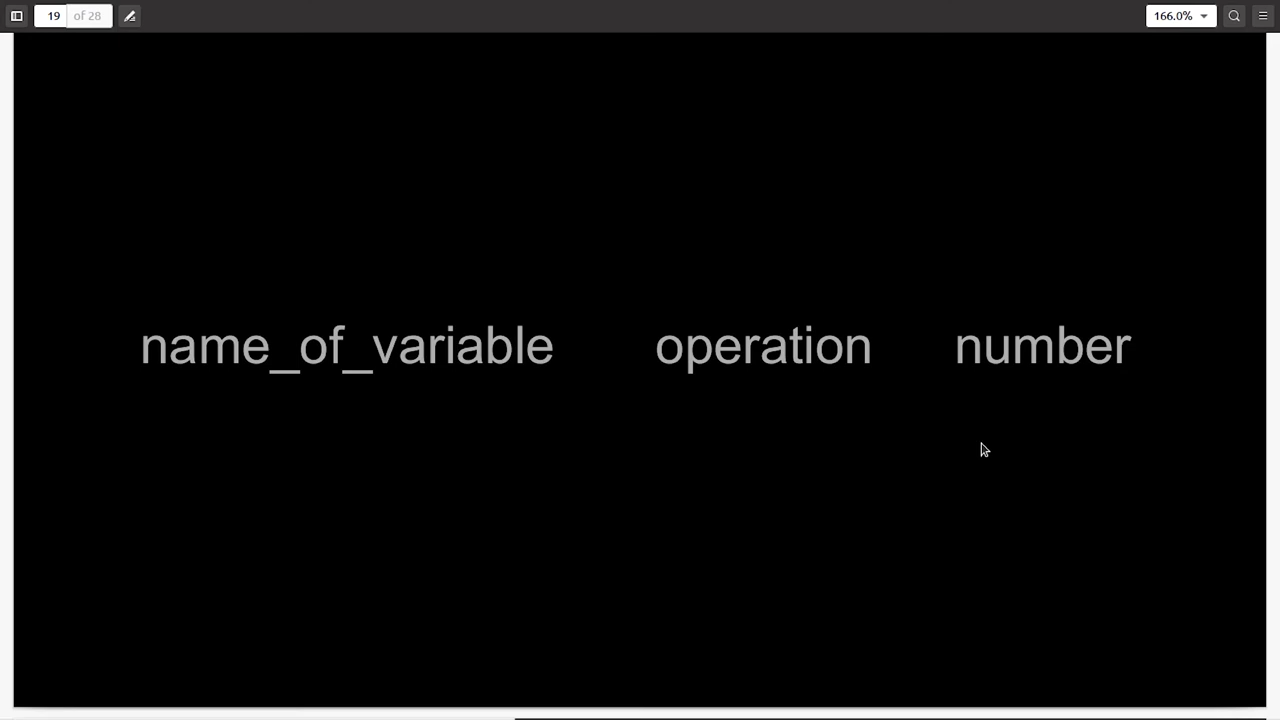 19 of 28 166.0%
name_of_variable operation number